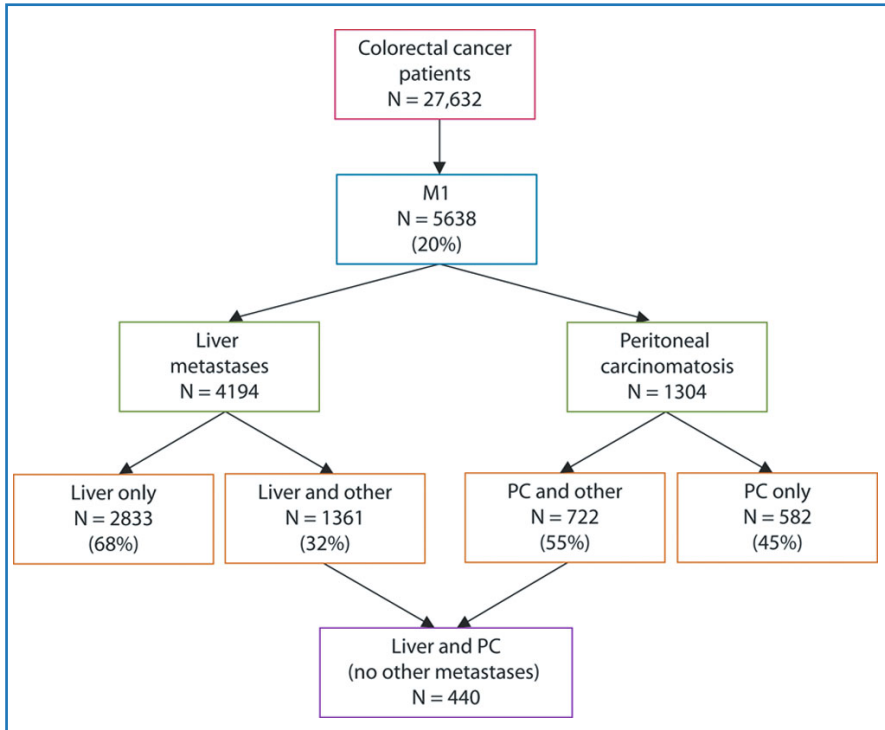 Colorectal cancer
patients
N = 27,632
M1
N = 5638
(20%)
Liver
metastases
N = 4194
Peritoneal
carcinomatosis
N = 1304
Liver only
N = 2833
(68%)
Liver and other
N = 1361
(32%)
PC and other
N = 722
(55%)
PC only
N = 582
(45%)
Liver and PC
(no other metastases)
N = 440